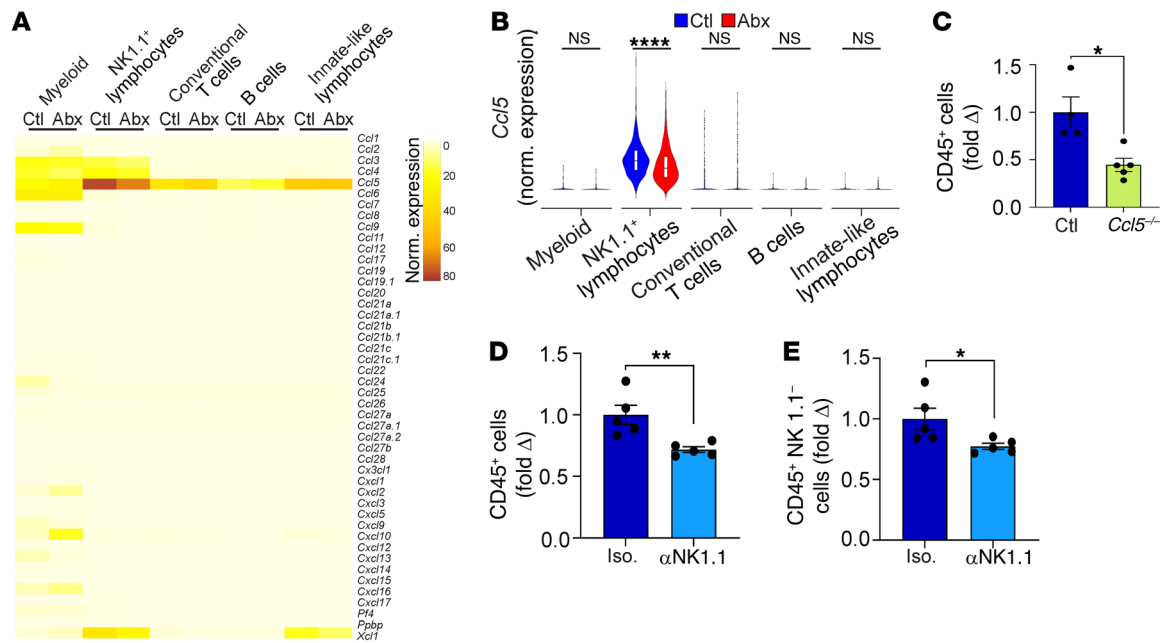 A
Myeloid
NK1.1+
lymphocytes
Conventional
T cells
B cells
Innate-like
lymphocytes
Ctl Abx Ctl Abx Ctl Abx Ctl Abx Ctl Abx
Ccl1
Ccl2
Ccl3
Ccl4
Ccl5
Ccl6
Ccl7
Ccl8
Ccl9
Ccl11
Ccl12
Ccl17
Ccl19
Ccl19.1
Ccl20
Ccl21a
Ccl21a.1
Ccl21b
Ccl21b.1
Ccl21c
Ccl21c.1
Ccl22
Ccl24
Ccl25
Ccl26
Ccl27a
Ccl27a.1
Ccl27a.2
Ccl27b
Ccl28
Cx3cl1
Cxcl1
Cxcl2
Cxcl3
Cxcl5
Cxcl9
Cxcl10
Cxcl12
Cxcl13
Cxcl14
Cxcl15
Cxcl16
Cxcl17
Pf4
Ppbp
Xcl1
Norm. expression
0
20
40
60
80
B
Ctl Abx
Ccl5
(norm. expression)
NS **** NS NS NS
Myeloid
NK1.1+
lymphocytes
Conventional
T cells
B cells
Innate-like
lymphocytes
C
CD45+ cells
(fold Δ)
1.5
1.0
0.5
0.0
*
Ctl Ccl5–/–
D
CD45+ cells
(fold Δ)
1.5
1.0
0.5
0.0
**
Iso. αNK1.1
E
CD45+ NK 1.1–
cells (fold Δ)
1.5
1.0
0.5
0.0
*
Iso. αNK1.1